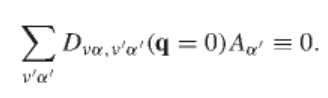 ∑_{ν′α′} D_{να,ν′α′}(𝐪 = 0)A_{α′} ≡ 0.